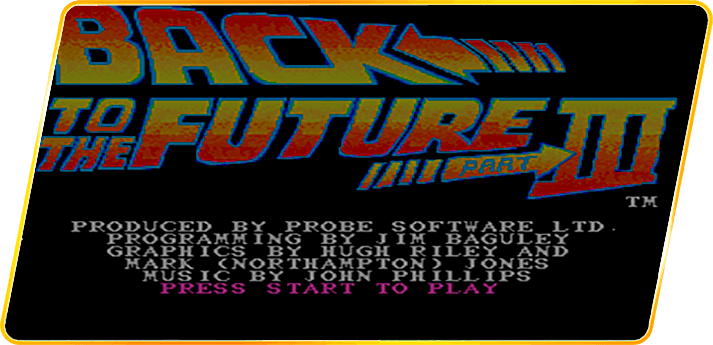 BACK
TO THE FUTURE
PART III
TM
PRODUCED BY PROBE SOFTWARE LTD.
PROGRAMMING BY JIM BAGULEY
GRAPHICS BY HUGH RILEY AND
MARK (NORTHAMPTON) JONES
MUSIC BY JOHN PHILLIPS
PRESS START TO PLAY